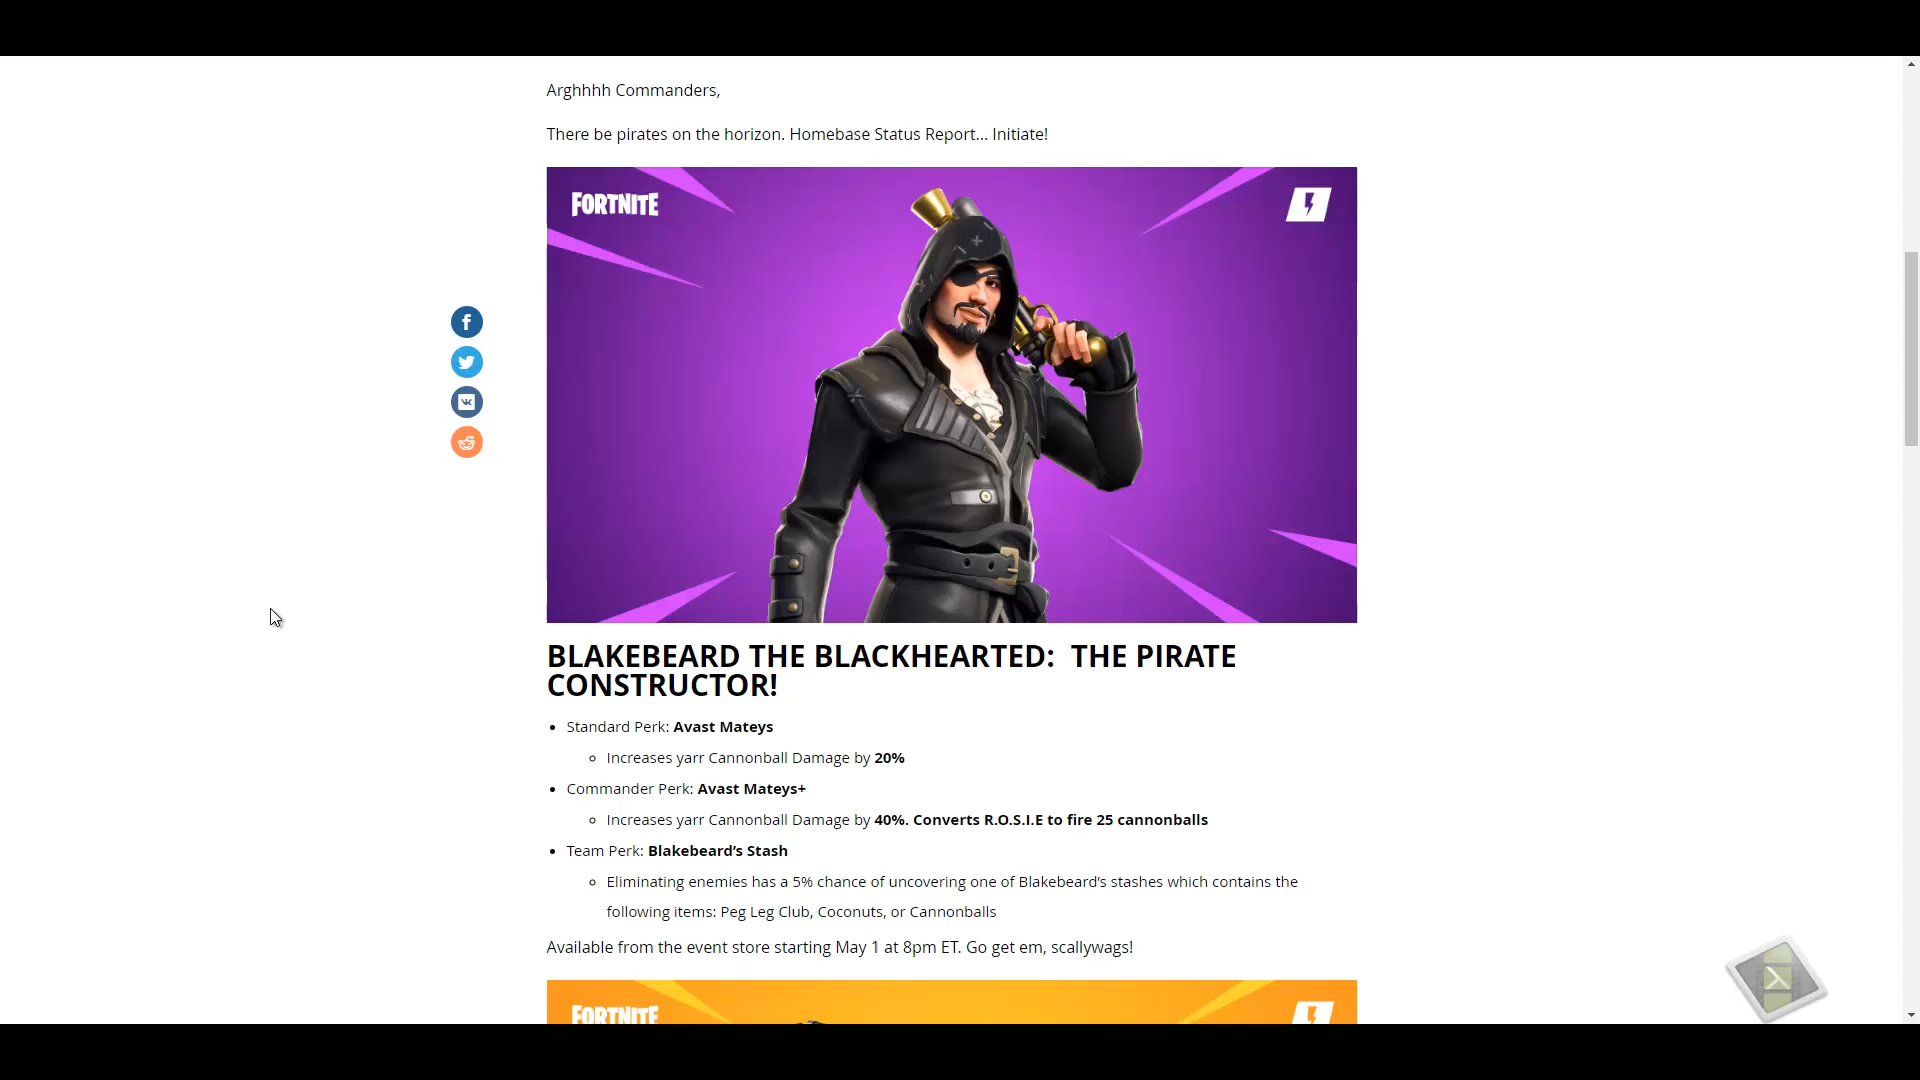 Arghhhh Commanders,
There be pirates on the horizon. Homebase Status Report... Initiate!
FORTNITE
BLAKEBEARD THE BLACKHEARTED:  THE PIRATE
CONSTRUCTOR!
• Standard Perk: Avast Mateys
◦ Increases yarr Cannonball Damage by 20%
• Commander Perk: Avast Mateys+
◦ Increases yarr Cannonball Damage by 40%. Converts R.O.S.I.E to fire 25 cannonballs
• Team Perk: Blakebeard’s Stash
◦ Eliminating enemies has a 5% chance of uncovering one of Blakebeard’s stashes which contains the
following items: Peg Leg Club, Coconuts, or Cannonballs
Available from the event store starting May 1 at 8pm ET. Go get em, scallywags!
FORTNITE